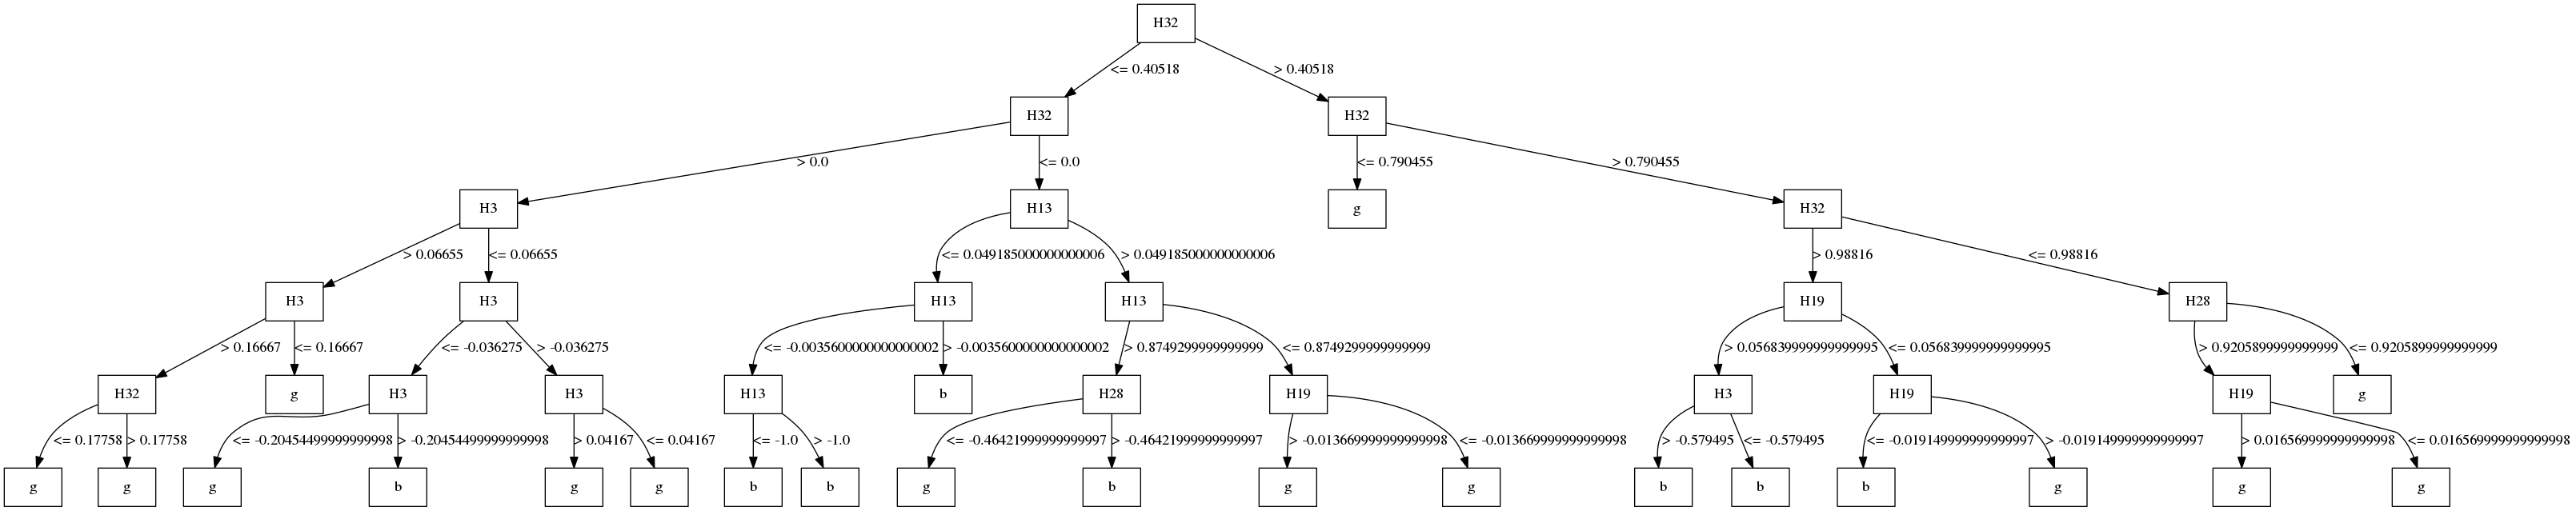 H32
<= 0.40518
> 0.40518
H32
H32
> 0.0
<= 0.0
<= 0.790455
> 0.790455
H3
H13
g
H32
> 0.06655
<= 0.06655
<= 0.049185000000000006
> 0.049185000000000006
> 0.98816
<= 0.98816
H3
H3
H13
H13
H19
H28
> 0.16667
<= 0.16667
<= -0.036275
> -0.036275
<= -0.0035600000000000002
> -0.0035600000000000002
> 0.8749299999999999
<= 0.8749299999999999
> 0.056839999999999995
<= 0.056839999999999995
> 0.9205899999999999
<= 0.9205899999999999
H32
g
H3
H3
H13
b
H28
H19
H3
H19
H19
g
<= 0.17758
> 0.17758
<= -0.20454499999999998
> -0.20454499999999998
> 0.04167
<= 0.04167
<= -1.0
> -1.0
<= -0.46421999999999997
> -0.46421999999999997
> -0.013669999999999998
<= -0.013669999999999998
> -0.579495
<= -0.579495
<= -0.019149999999999997
> -0.019149999999999997
> 0.016569999999999998
<= 0.016569999999999998
g
g
g
b
g
g
b
b
g
b
g
g
b
b
b
g
g
g